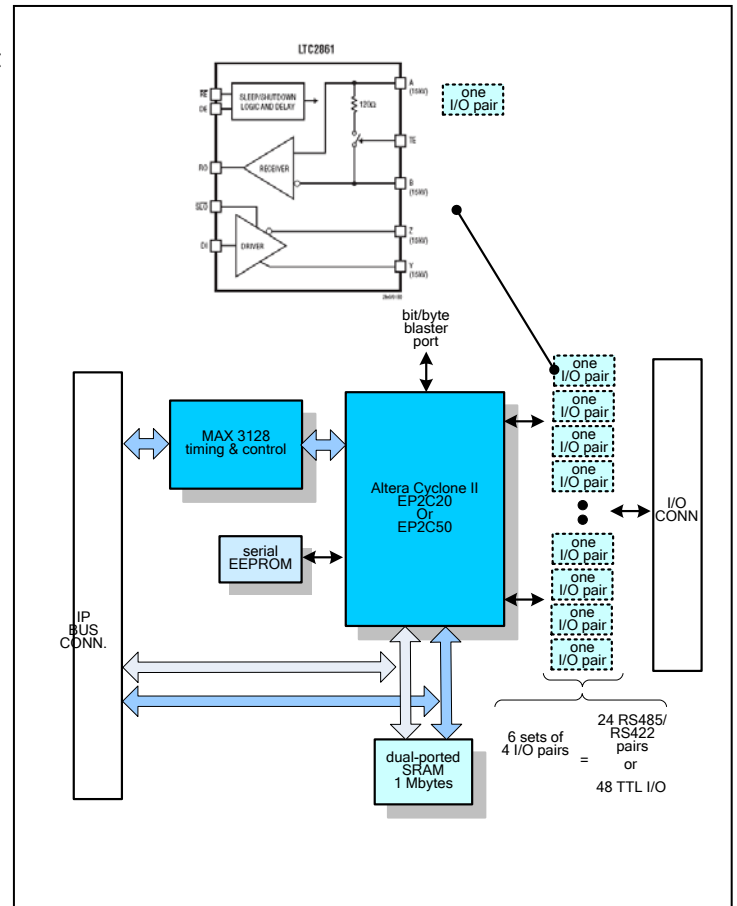 LTC2861
RE
DE
SLEEP/SHUTDOWN
LOGIC AND DELAY
A
(15kV)
120Ω
TE
RO
RECEIVER
B
(15kV)
DI
DRIVER
Z
(15kV)
Y
(15kV)
one
I/O pair
bit/byte
blaster
port
MAX 3128
timing & control
Altera Cyclone II
EP2C20
Or
EP2C50
serial
EEPROM
IP
BUS
CONN.
dual-ported
SRAM
1 Mbytes
one
I/O pair
one
I/O pair
one
I/O pair
one
I/O pair
one
I/O pair
one
I/O pair
one
I/O pair
one
I/O pair
I/O
CONN
6 sets of
4 I/O pairs
=
24 RS485/
RS422
pairs
or
48 TTL I/O